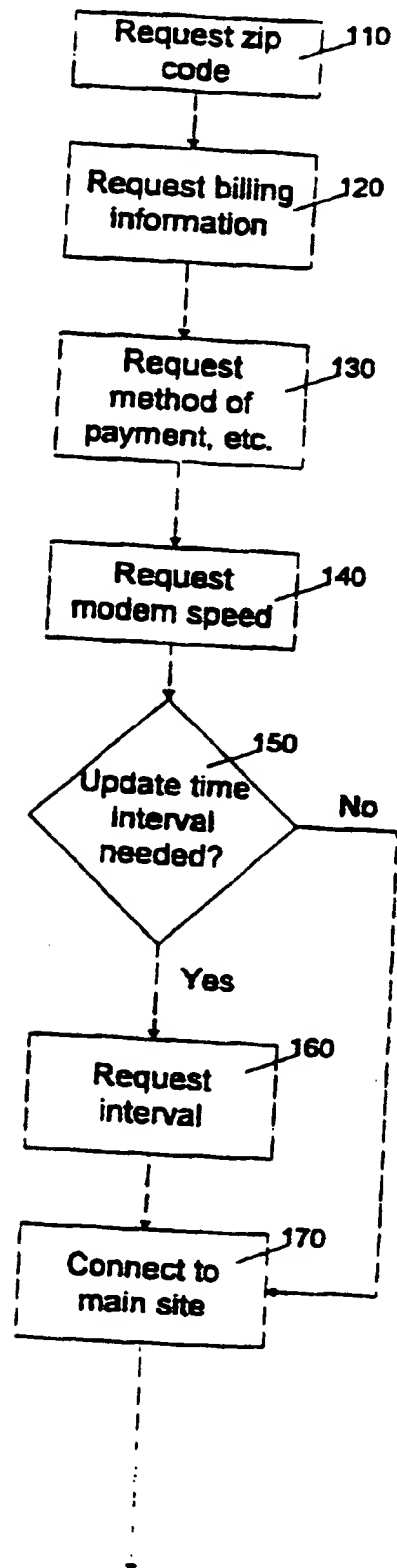 Request zip
code
110
Request billing
information
120
Request
method of
payment, etc.
130
Request
modem speed
140
150
Update time
interval
needed?
No
Yes
160
Request
interval
170
Connect to
main site